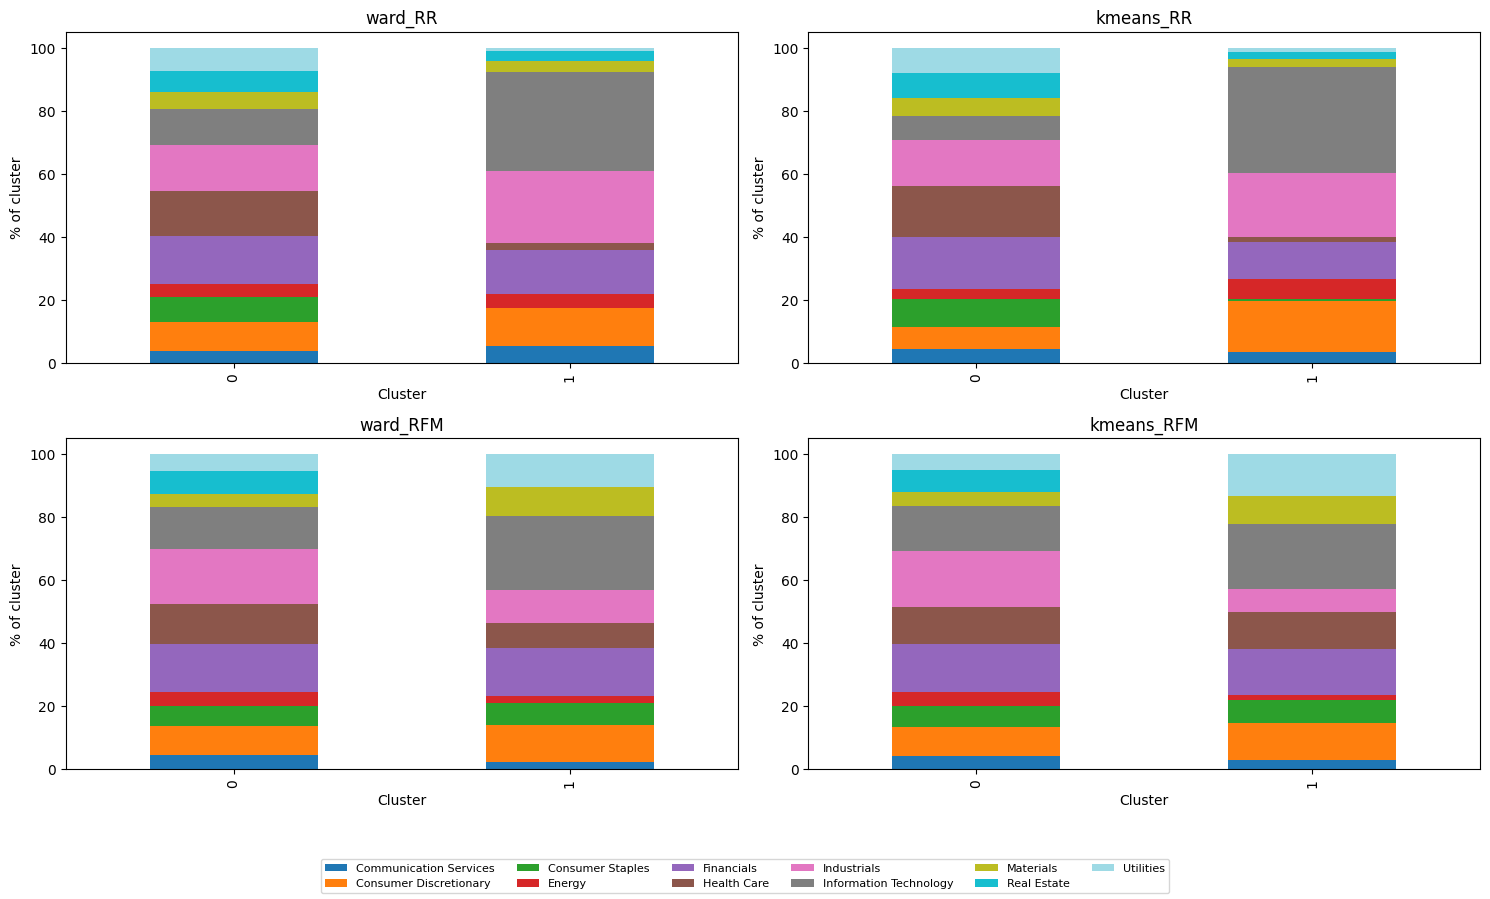 ward_RR
kmeans_RR
100
80
60
40
20
0
% of cluster
0
1
Cluster
100
80
60
40
20
0
% of cluster
0
1
Cluster
ward_RFM
kmeans_RFM
100
80
60
40
20
0
% of cluster
0
1
Cluster
100
80
60
40
20
0
% of cluster
0
1
Cluster
Communication Services Consumer Staples Financials Industrials Materials Utilities
Consumer Discretionary Energy Health Care Information Technology Real Estate